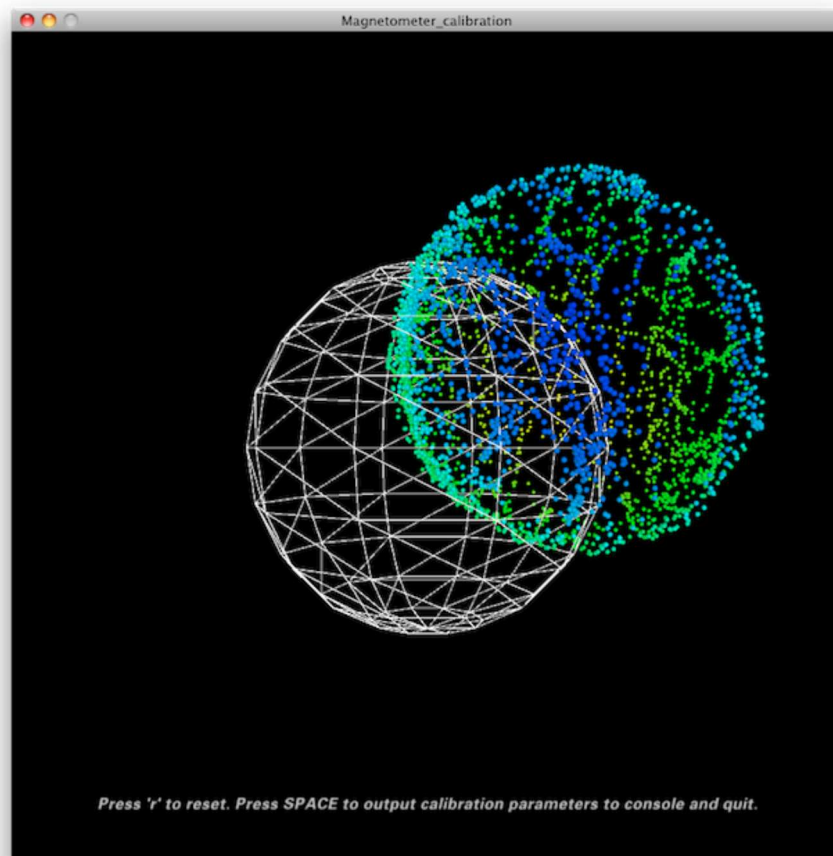 Magnetometer_calibration
Press 'r' to reset. Press SPACE to output calibration parameters to console and quit.